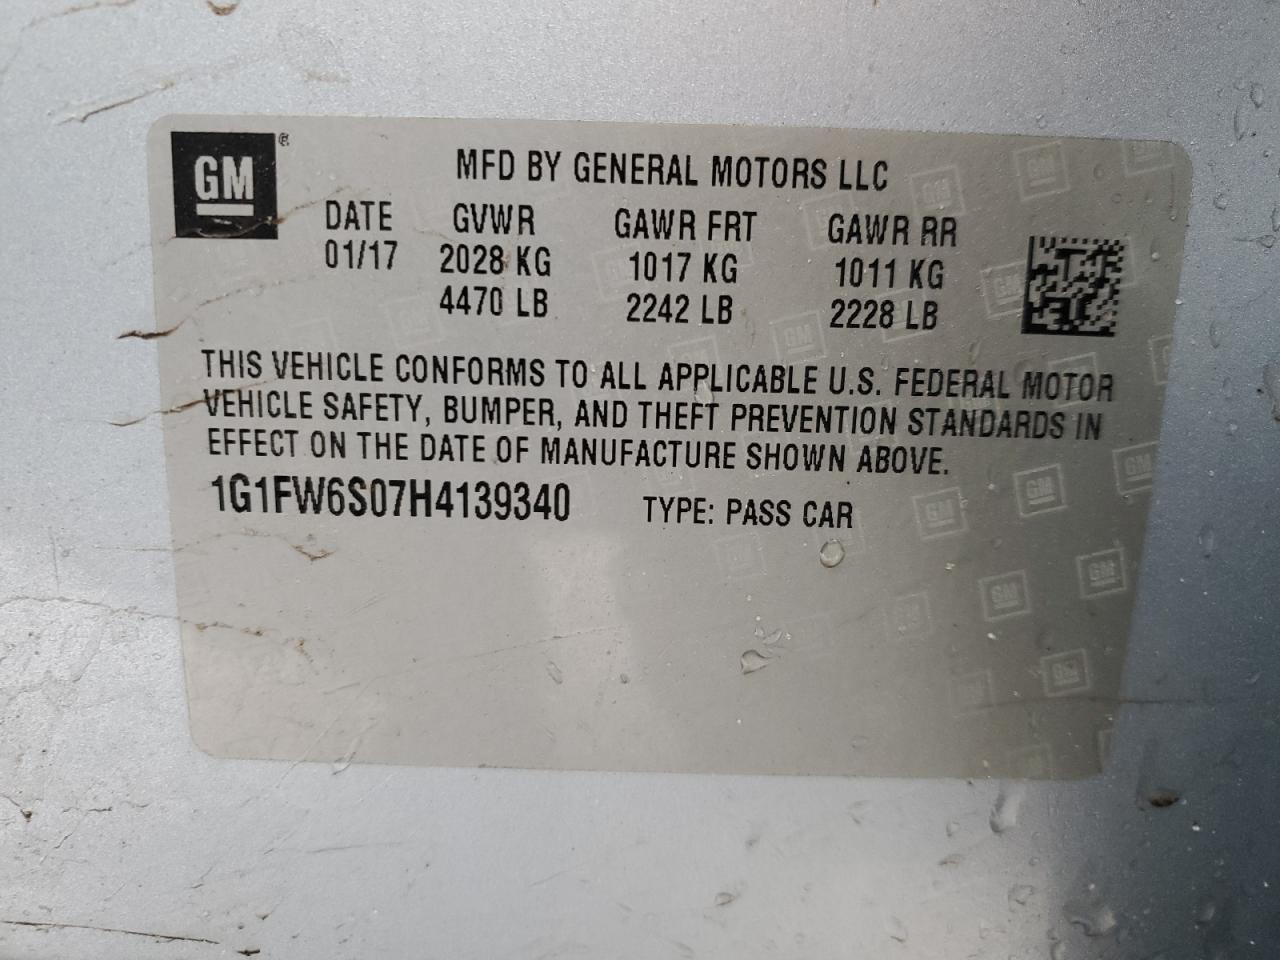 GM
MFD BY GENERAL MOTORS LLC
DATE GVWR GAWR FRT GAWR RR
01/17 2028 KG 1017 KG 1011 KG
4470 LB 2242 LB 2228 LB
THIS VEHICLE CONFORMS TO ALL APPLICABLE U.S. FEDERAL MOTOR
VEHICLE SAFETY, BUMPER, AND THEFT PREVENTION STANDARDS IN
EFFECT ON THE DATE OF MANUFACTURE SHOWN ABOVE.
1G1FW6S07H4139340 TYPE: PASS CAR